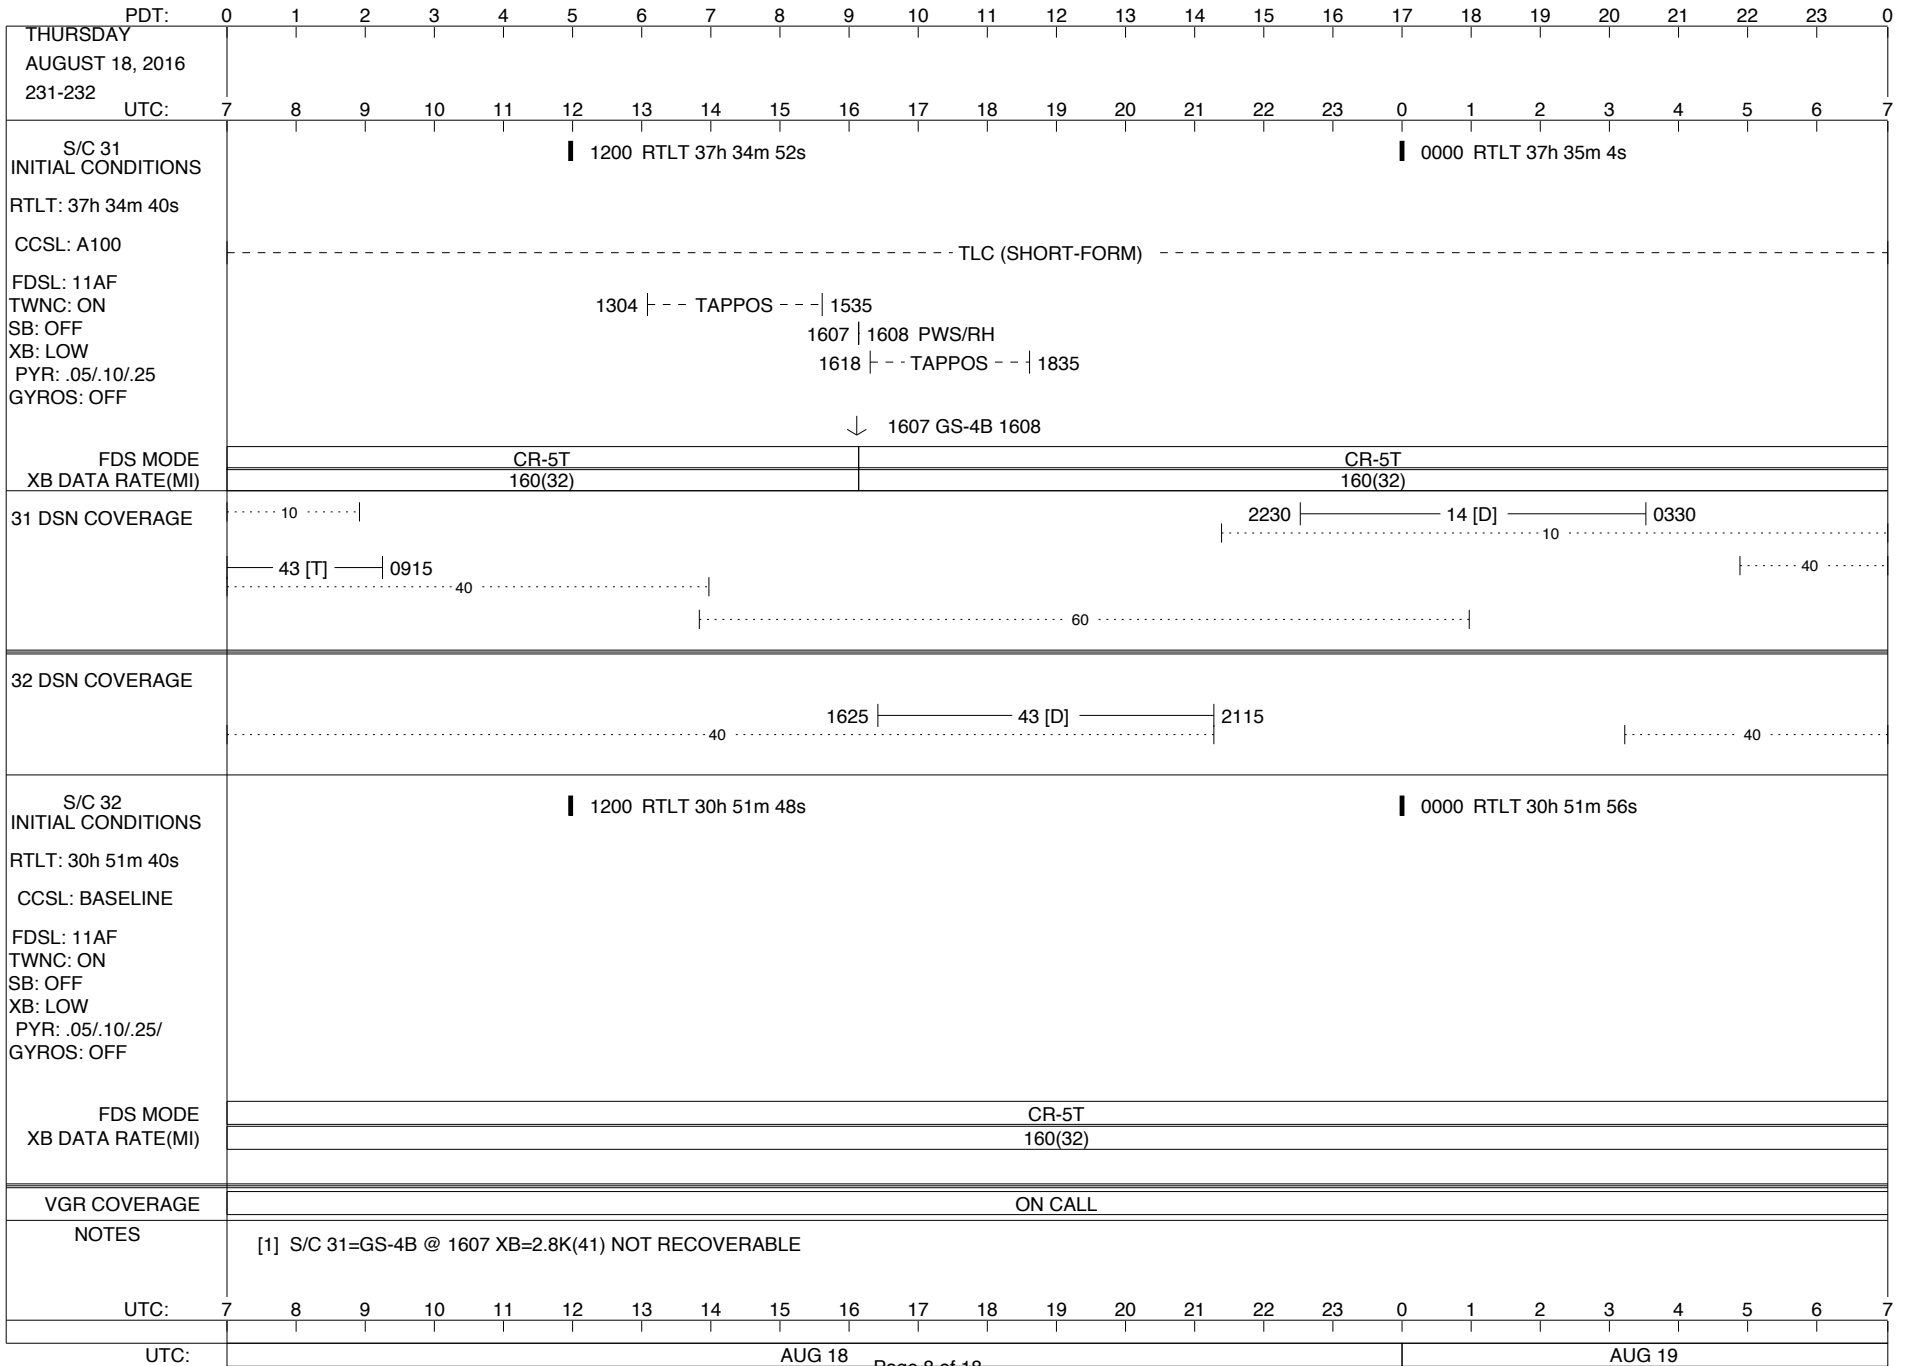 PDT: 0 1 2 3 4 5 6 7 8 9 10 11 12 13 14 15 16 17 18 19 20 21 22 23 0
THURSDAY
AUGUST 18, 2016
231-232
UTC: 7 8 9 10 11 12 13 14 15 16 17 18 19 20 21 22 23 0 1 2 3 4 5 6 7
S/C 31
INITIAL CONDITIONS
1200 RTLT 37h 34m 52s
0000 RTLT 37h 35m 4s
RTLT: 37h 34m 40s
CCSL: A100
TLC (SHORT-FORM)
FDSL: 11AF
TWNC: ON
1304 TAPPOS 1535
SB: OFF
1607 1608 PWS/RH
XB: LOW
1618 TAPPOS 1835
PYR: .05/.10/.25
GYROS: OFF
1607 GS-4B 1608
FDS MODE CR-5T CR-5T
XB DATA RATE(MI) 160(32) 160(32)
31 DSN COVERAGE
10
2230 14 [D] 0330
10
43 [T] 0915
40
40
60
32 DSN COVERAGE
1625 43 [D] 2115
40
40
S/C 32
INITIAL CONDITIONS
1200 RTLT 30h 51m 48s
0000 RTLT 30h 51m 56s
RTLT: 30h 51m 40s
CCSL: BASELINE
FDSL: 11AF
TWNC: ON
SB: OFF
XB: LOW
PYR: .05/.10/.25/
GYROS: OFF
FDS MODE CR-5T
XB DATA RATE(MI) 160(32)
VGR COVERAGE ON CALL
NOTES
[1] S/C 31=GS-4B @ 1607 XB=2.8K(41) NOT RECOVERABLE
UTC: 7 8 9 10 11 12 13 14 15 16 17 18 19 20 21 22 23 0 1 2 3 4 5 6 7
UTC: AUG 18 AUG 19
Page 8 of 18